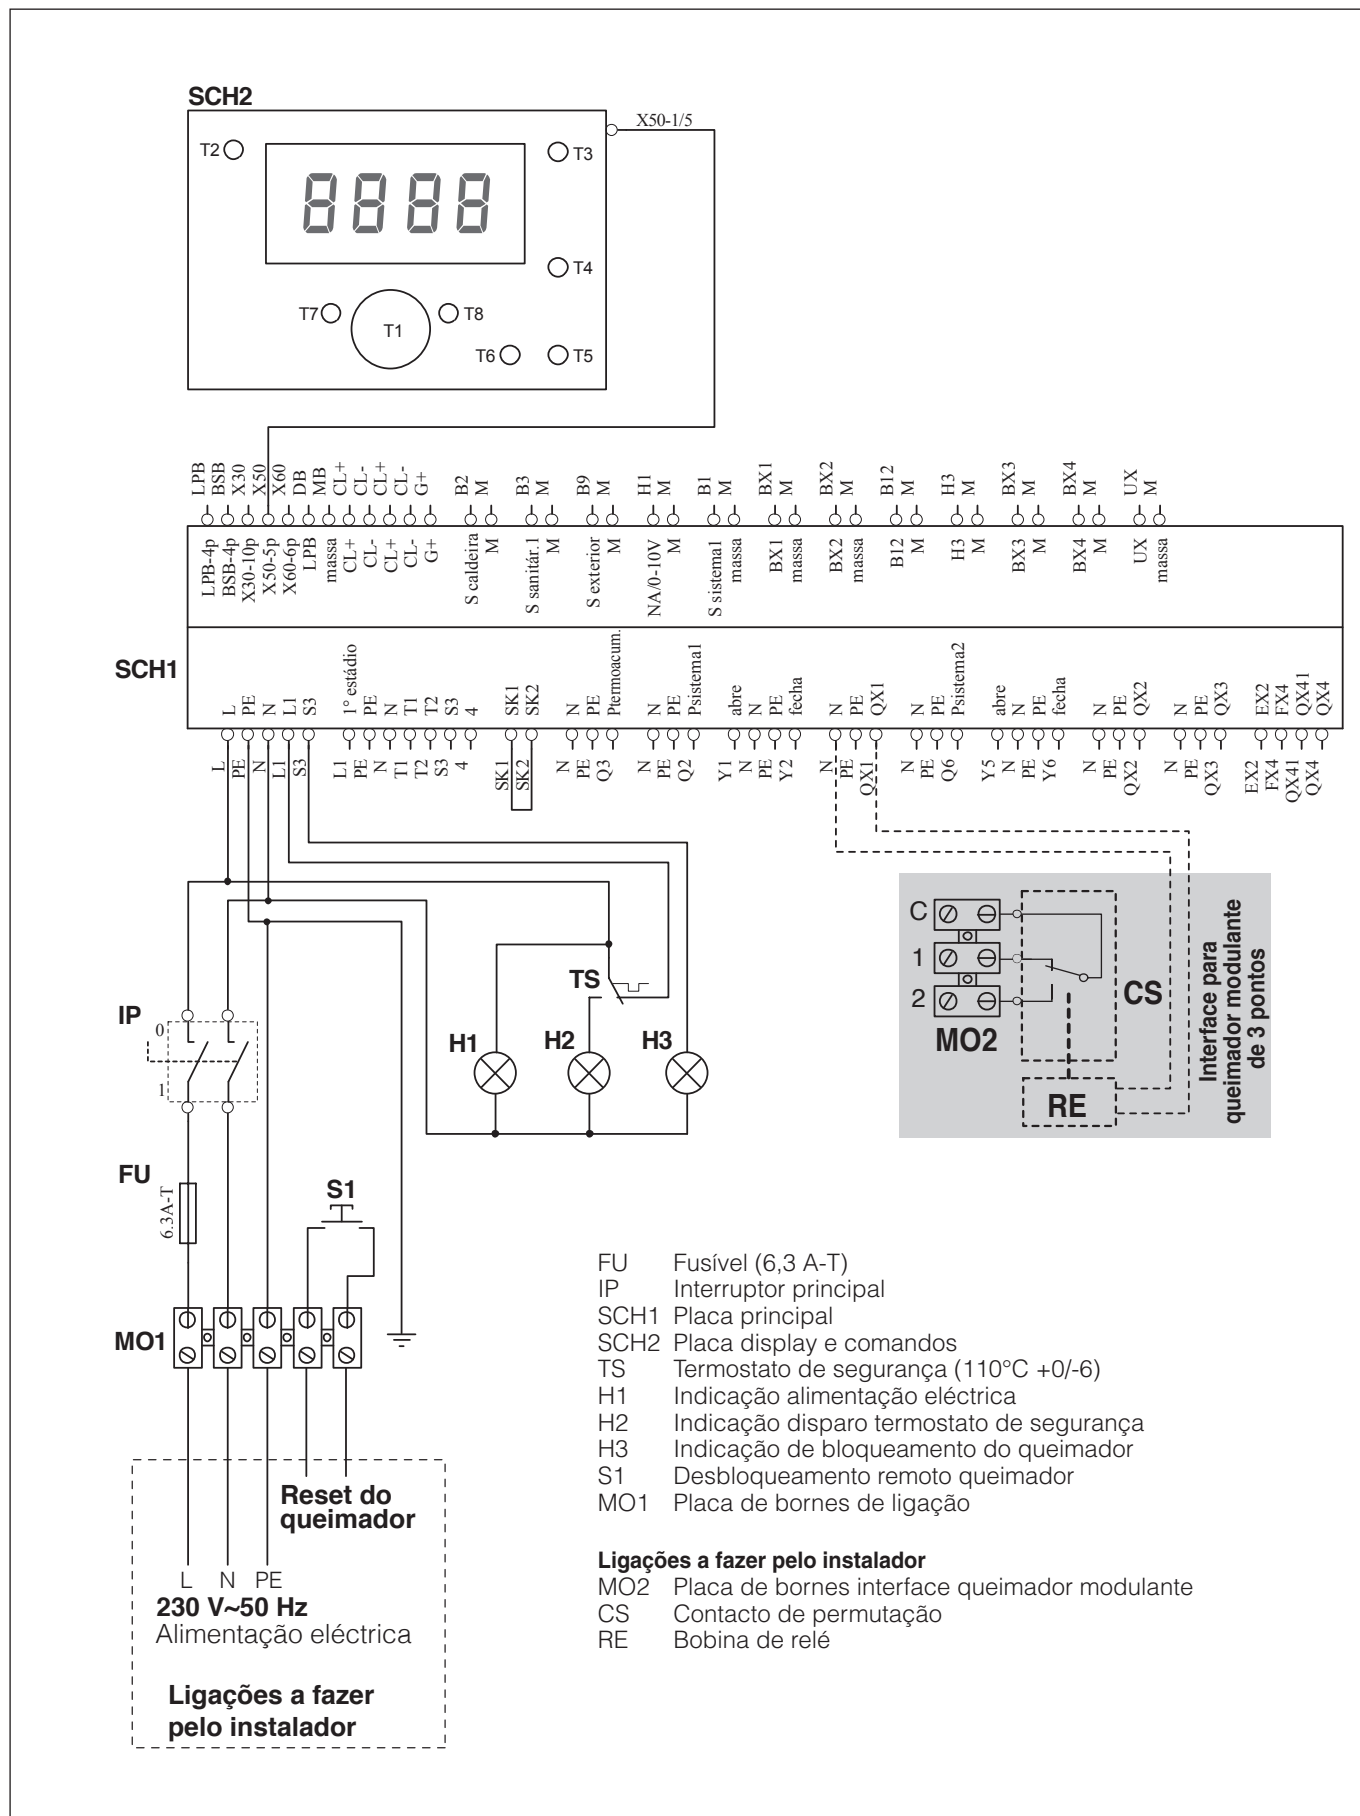 SCH2
X50-1/5
T2
T3
T4
T7
T1
T8
T6
T5
LPB BSB X30 X50 X60 DB MB CL+ CL- CL+ CL- G+ B2 M B3 M B9 M H1 M B1 M BX1 M BX2 M B12 M H3 M BX3 M BX4 M UX M
LPB-4p BSB-4p X30-10p X50-5p X60-6p LPB massa CL+ CL- CL+ CL- G+ S caldeira M S sanitár.1 M S exterior M NA/0-10V M S sistema1 massa BX1 massa BX2 massa B12 M H3 M BX3 M BX4 M UX massa
SCH1
L PE N L1 S3 1° estádio PE N T1 T2 S3 4 SK1 SK2 N PE Ptermoacum. N PE Psistema1 abre N PE fecha N PE QX1 N PE Psistema2 abre N PE fecha N PE QX2 N PE QX3 EX2 FX4 QX41 QX4
L PE N L1 S3 L1 PE N T1 T2 S3 4 SK1 SK2 N PE Q3 N PE Q2 Y1 N PE Y2 N PE QX1 N PE Q6 Y5 N PE Y6 N PE QX2 N PE QX3 EX2 FX4 QX41 QX4
C
1
2
MO2
CS
RE
Interface para
queimador modulante
de 3 pontos
TS
IP
0
1
H1
H2
H3
FU
6.3A-T
S1
MO1
Reset do
queimador
L N PE
230 V~50 Hz
Alimentação eléctrica
Ligações a fazer
pelo instalador
FU Fusível (6,3 A-T)
IP Interruptor principal
SCH1 Placa principal
SCH2 Placa display e comandos
TS Termostato de segurança (110°C +0/-6)
H1 Indicação alimentação eléctrica
H2 Indicação disparo termostato de segurança
H3 Indicação de bloqueamento do queimador
S1 Desbloqueamento remoto queimador
MO1 Placa de bornes de ligação
Ligações a fazer pelo instalador
MO2 Placa de bornes interface queimador modulante
CS Contacto de permutação
RE Bobina de relé